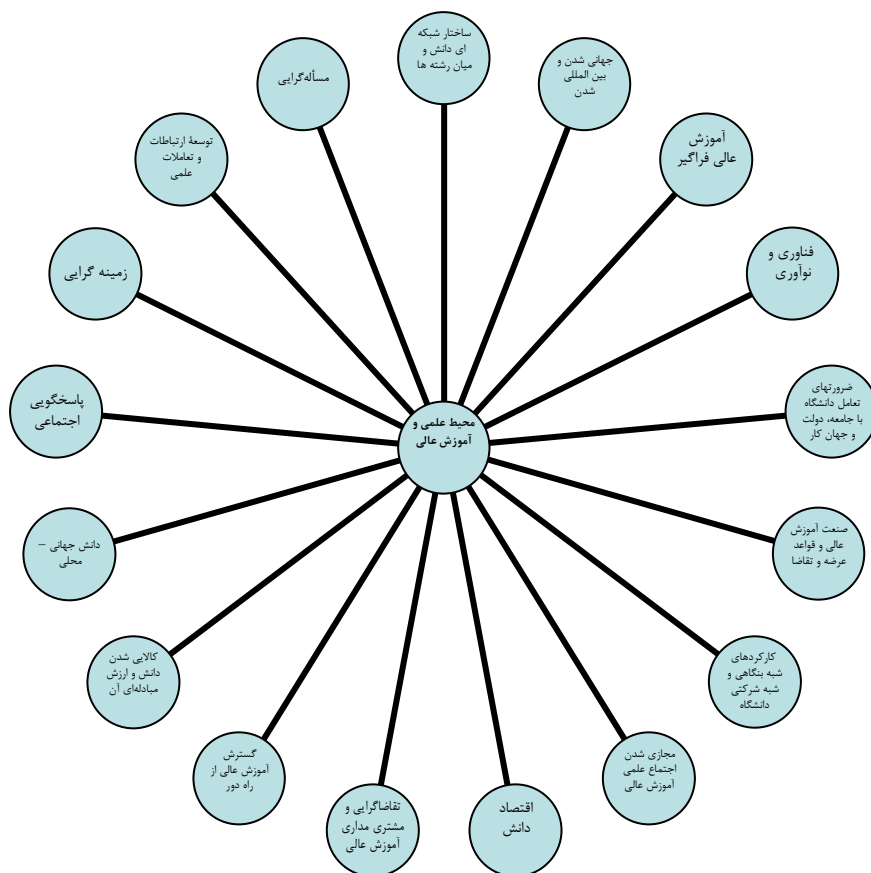 ساختار شبکه
ای دانش و
میان رشته ها
جهانی شدن و
بین المللی
شدن
آموزش
عالی فراگیر
فناوری و
نوآوری
ضرورتهای
تعامل دانشگاه
با جامعه، دولت
و جهان کار
صنعت آموزش
عالی و قواعد
عرضه و تقاضا
کارکردهای
شبه بنگاهی و
شبه شرکتی
دانشگاه
مجازی شدن
اجتماع علمی
آموزش عالی
اقتصاد
دانش
تقاضاگرایی و
مشتری مداری
آموزش عالی
گسترش
آموزش عالی از
راه دور
کالایی شدن
دانش و ارزش
مبادله‌ای آن
دانش جهانی –
محلی
پاسخگویی
اجتماعی
زمینه گرایی
توسعهٔ ارتباطات
و تعاملات
علمی
مسأله‌گرایی
محیط علمی و
آموزش عالی